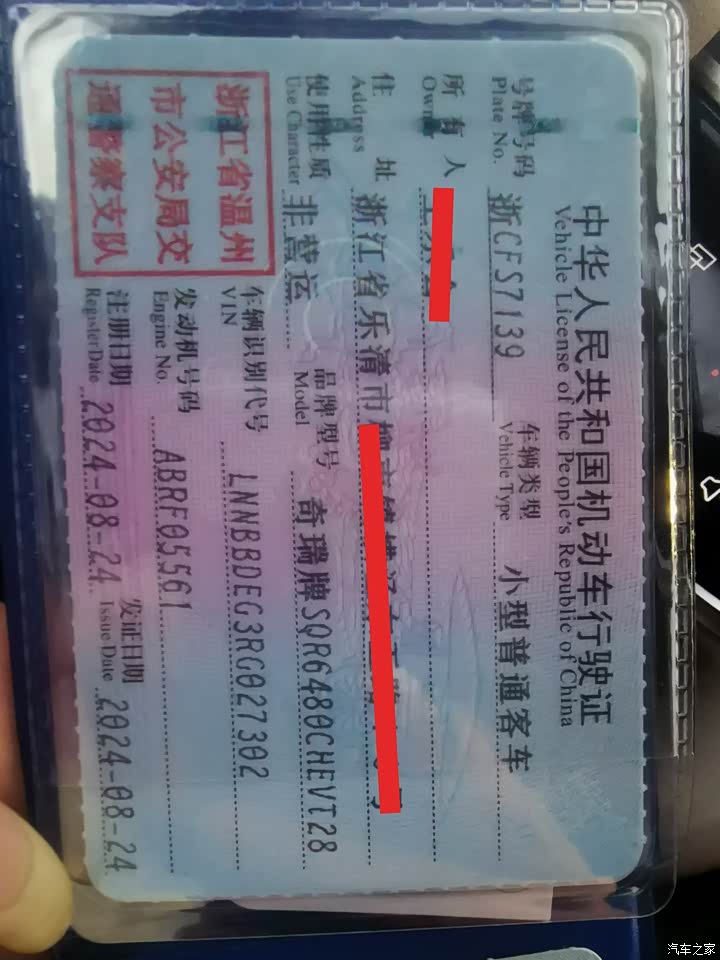 中华人民共和国机动车行驶证
Vehicle License of the People's Republic of China
号牌号码 浙CFS7139 车辆类型 小型普通客车
Plate No. Vehicle Type
所有人
Owner
住址 浙江省乐清市
Address
使用性质 非营运 品牌型号 奇瑞牌SQR6480CHEVT28
Use Character Model
浙江省温州
市公安局交
通警察支队
车辆识别代号 LNNBBDEG3RG027302
VIN
发动机号码 ABRF05561
Engine No.
注册日期 2024-08-24 发证日期 2024-08-24
Register Date Issue Date
汽车之家